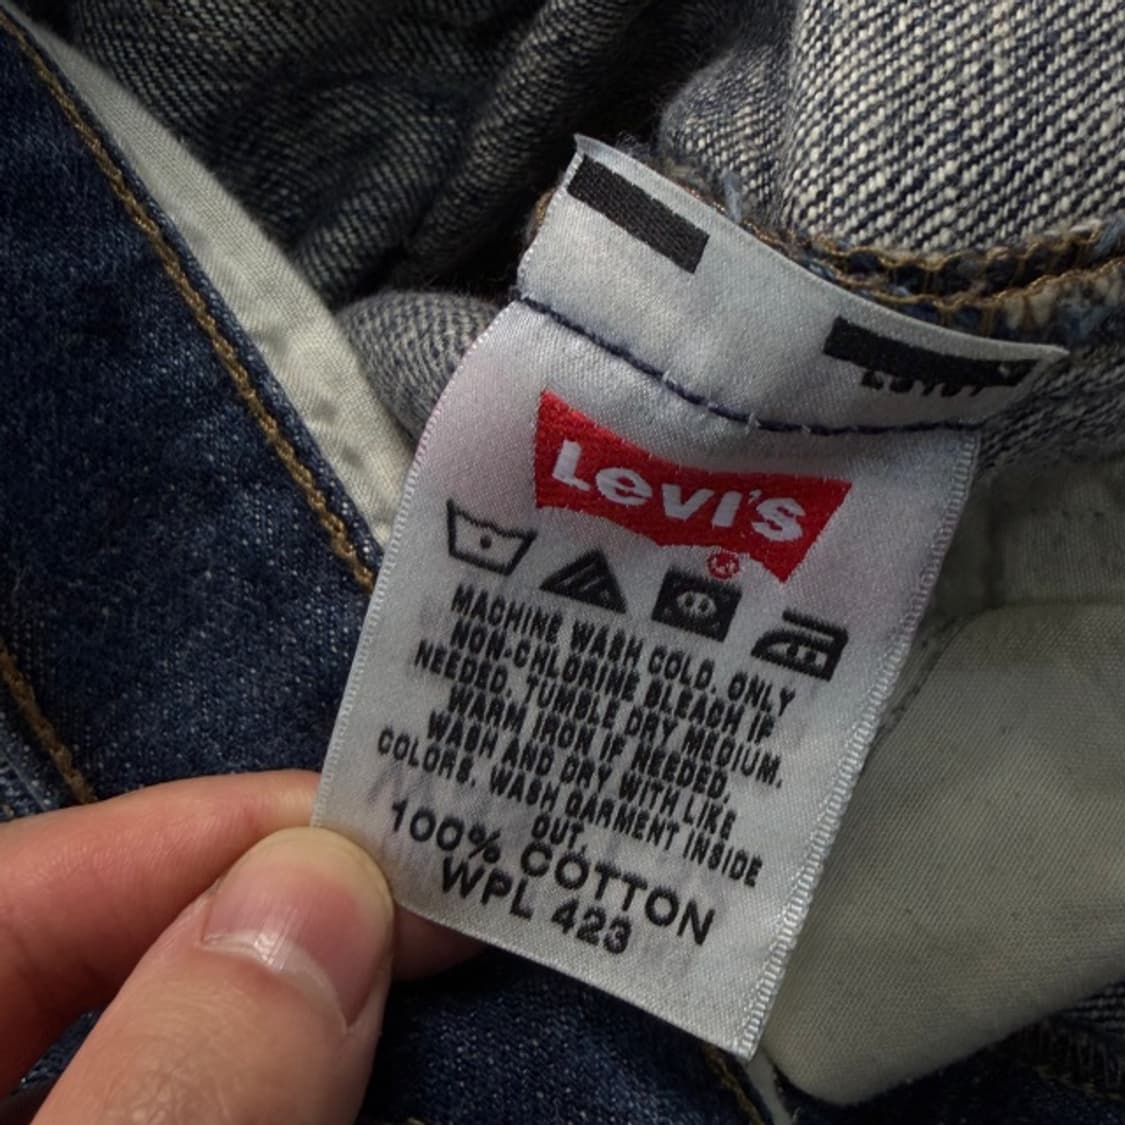 Levi's
MACHINE WASH COLD. ONLY
NON-CHLORINE BLEACH IF
NEEDED. TUMBLE DRY MEDIUM.
WARM IRON IF NEEDED.
WASH AND DRY WITH LIKE
COLORS. WASH GARMENT INSIDE
OUT.
100% COTTON
WPL 423